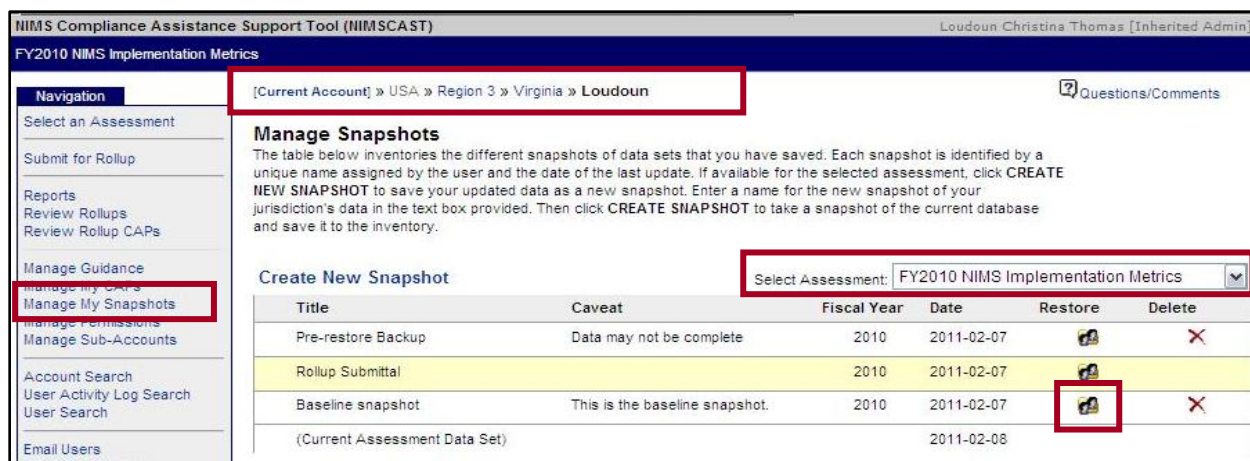 NIMS Compliance Assistance Support Tool (NIMSCAST)
Loudoun Christina Thomas [Inherited Admin]
FY2010 NIMS Implementation Metrics
Navigation
Select an Assessment
Submit for Rollup
Reports
Review Rollups
Review Rollup CAPs
Manage Guidance
Manage My CAPs
Manage My Snapshots
Manage Permissions
Manage Sub-Accounts
Account Search
User Activity Log Search
User Search
Email Users
[Current Account] » USA » Region 3 » Virginia » Loudoun
Questions/Comments
Manage Snapshots
The table below inventories the different snapshots of data sets that you have saved. Each snapshot is identified by a
unique name assigned by the user and the date of the last update. If available for the selected assessment, click CREATE
NEW SNAPSHOT to save your updated data as a new snapshot. Enter a name for the new snapshot of your
jurisdiction's data in the text box provided. Then click CREATE SNAPSHOT to take a snapshot of the current database
and save it to the inventory.
Create New Snapshot
Select Assessment: FY2010 NIMS Implementation Metrics
Title Caveat Fiscal Year Date Restore Delete
Pre-restore Backup Data may not be complete 2010 2011-02-07
Rollup Submittal 2010 2011-02-07
Baseline snapshot This is the baseline snapshot. 2010 2011-02-07
(Current Assessment Data Set) 2011-02-08